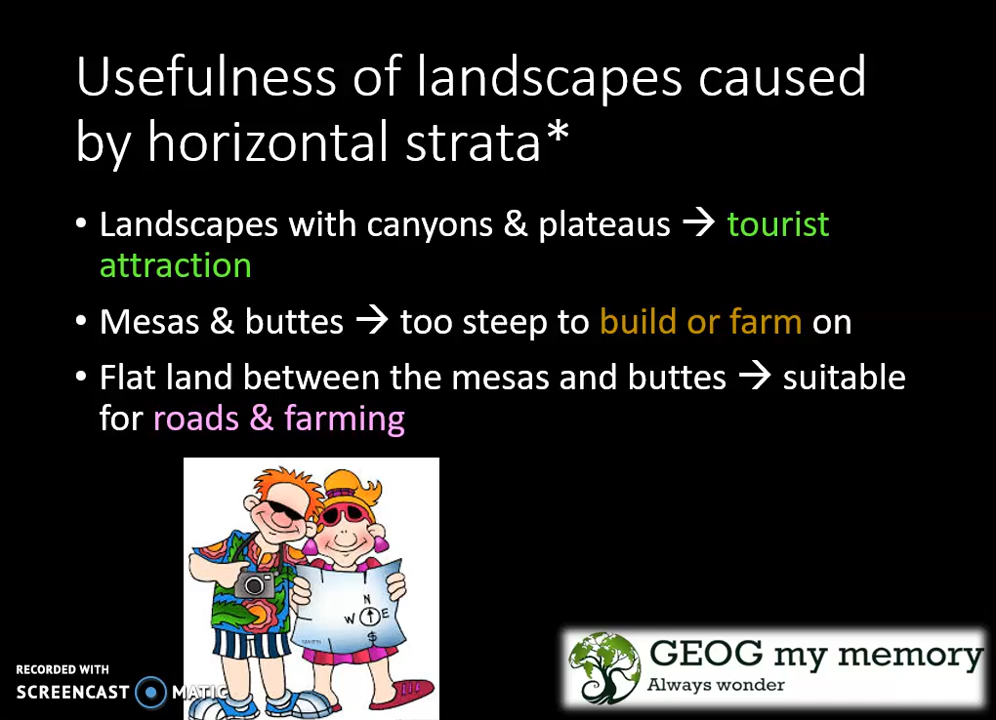 Usefulness of landscapes caused
by horizontal strata*
• Landscapes with canyons & plateaus → tourist
attraction
• Mesas & buttes → too steep to build or farm on
• Flat land between the mesas and buttes → suitable
for roads & farming
N
W E
S
RECORDED WITH
SCREENCAST MATIC
GEOG my memory
Always wonder